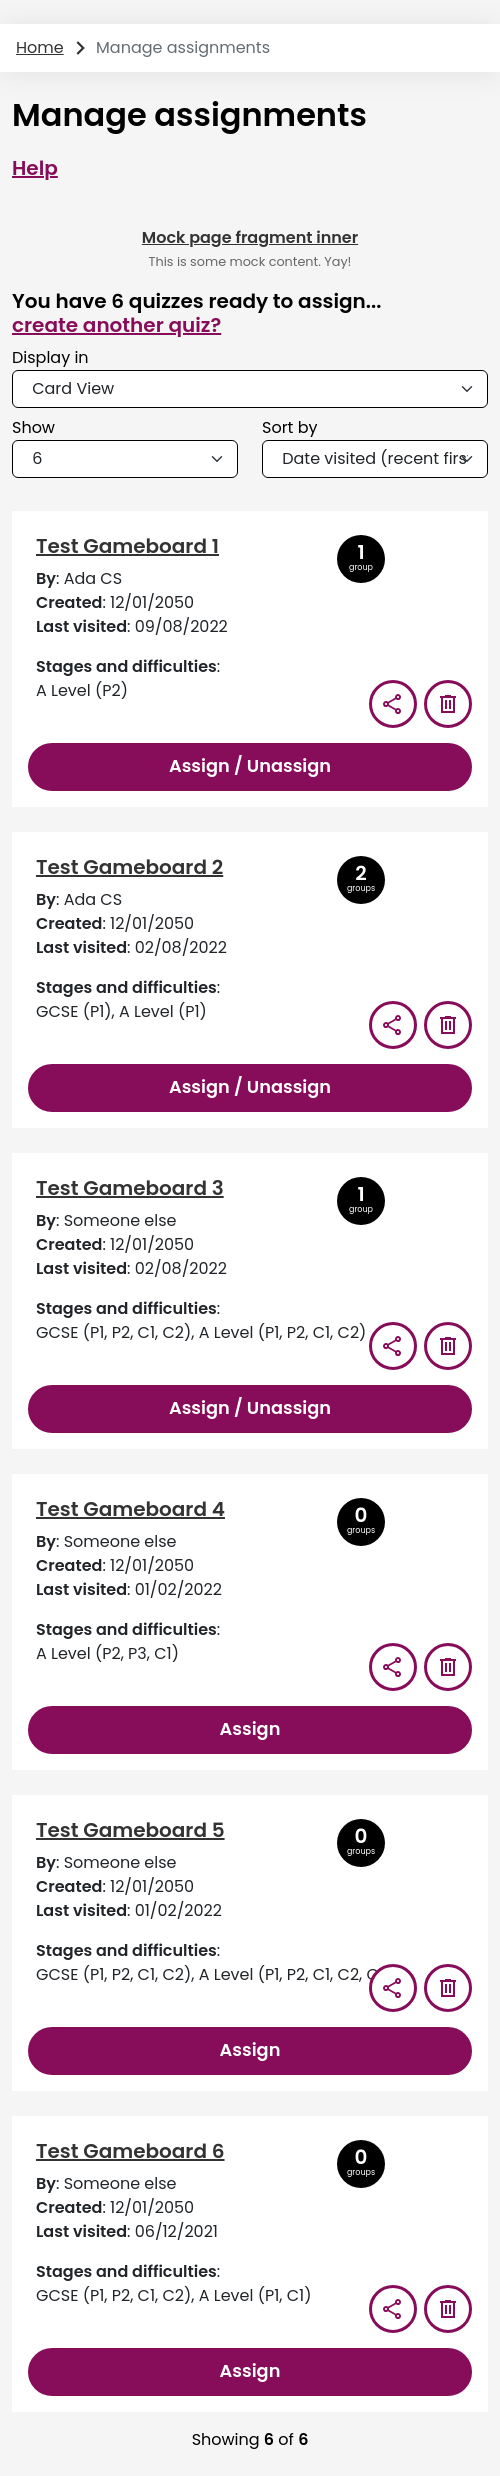 Home
Manage assignments
Manage assignments
Help
Mock page fragment inner
This is some mock content. Yay!
You have 6 quizzes ready to assign...
create another quiz?
Display in
Card View
Show
Sort by
6
Date visited (recent firs
Test Gameboard 1
1
group
By: Ada CS
Created: 12/01/2050
Last visited: 09/08/2022
Stages and difficulties:
A Level (P2)
Assign / Unassign
Test Gameboard 2
2
groups
By: Ada CS
Created: 12/01/2050
Last visited: 02/08/2022
Stages and difficulties:
GCSE (P1), A Level (P1)
Assign / Unassign
Test Gameboard 3
1
group
By: Someone else
Created: 12/01/2050
Last visited: 02/08/2022
Stages and difficulties:
GCSE (P1, P2, C1, C2), A Level (P1, P2, C1, C2)
Assign / Unassign
Test Gameboard 4
0
groups
By: Someone else
Created: 12/01/2050
Last visited: 01/02/2022
Stages and difficulties:
A Level (P2, P3, C1)
Assign
Test Gameboard 5
0
groups
By: Someone else
Created: 12/01/2050
Last visited: 01/02/2022
Stages and difficulties:
GCSE (P1, P2, C1, C2), A Level (P1, P2, C1, C2,
Assign
Test Gameboard 6
0
groups
By: Someone else
Created: 12/01/2050
Last visited: 06/12/2021
Stages and difficulties:
GCSE (P1, P2, C1, C2), A Level (P1, C1)
Assign
Showing 6 of 6